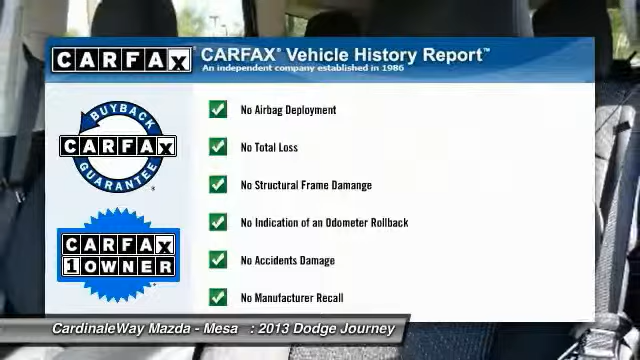 CARFAX CARFAX® Vehicle History Report™
An independent company established in 1986
BUYBACK
CARFAX
GUARANTEE®
CARFAX
1 OWNER
No Airbag Deployment
No Total Loss
No Structural Frame Damange
No Indication of an Odometer Rollback
No Accidents Damage
No Manufacturer Recall
CardinaleWay Mazda - Mesa : 2013 Dodge Journey